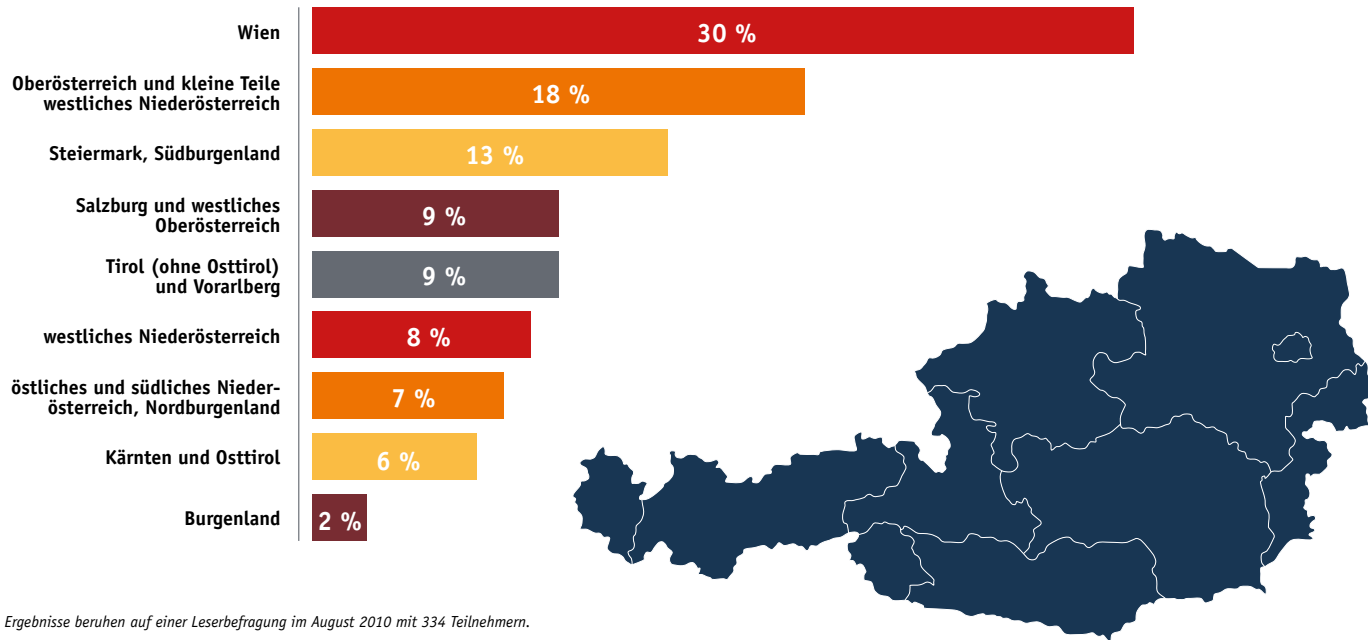 Wien
30 %
Oberösterreich und kleine Teile
westliches Niederösterreich
18 %
Steiermark, Südburgenland
13 %
Salzburg und westliches
Oberösterreich
9 %
Tirol (ohne Osttirol)
und Vorarlberg
9 %
westliches Niederösterreich
8 %
östliches und südliches Nieder-
österreich, Nordburgenland
7 %
Kärnten und Osttirol
6 %
Burgenland
2 %
Ergebnisse beruhen auf einer Leserbefragung im August 2010 mit 334 Teilnehmern.